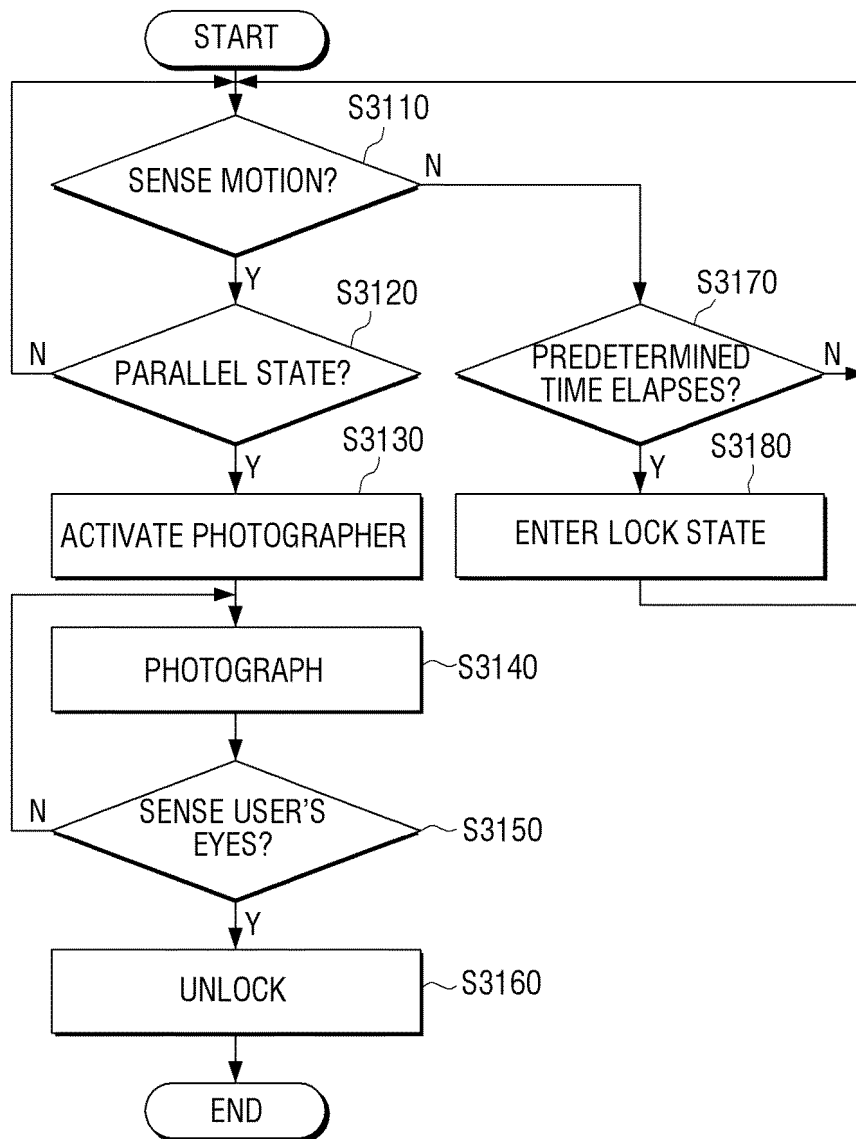 START
S3110
SENSE MOTION?
N
Y
S3120
S3170
N
PARALLEL STATE?
PREDETERMINED
TIME ELAPSES?
N
S3130
Y
Y
S3180
ACTIVATE PHOTOGRAPHER
ENTER LOCK STATE
PHOTOGRAPH
S3140
N
SENSE USER'S
EYES?
S3150
Y
UNLOCK
S3160
END